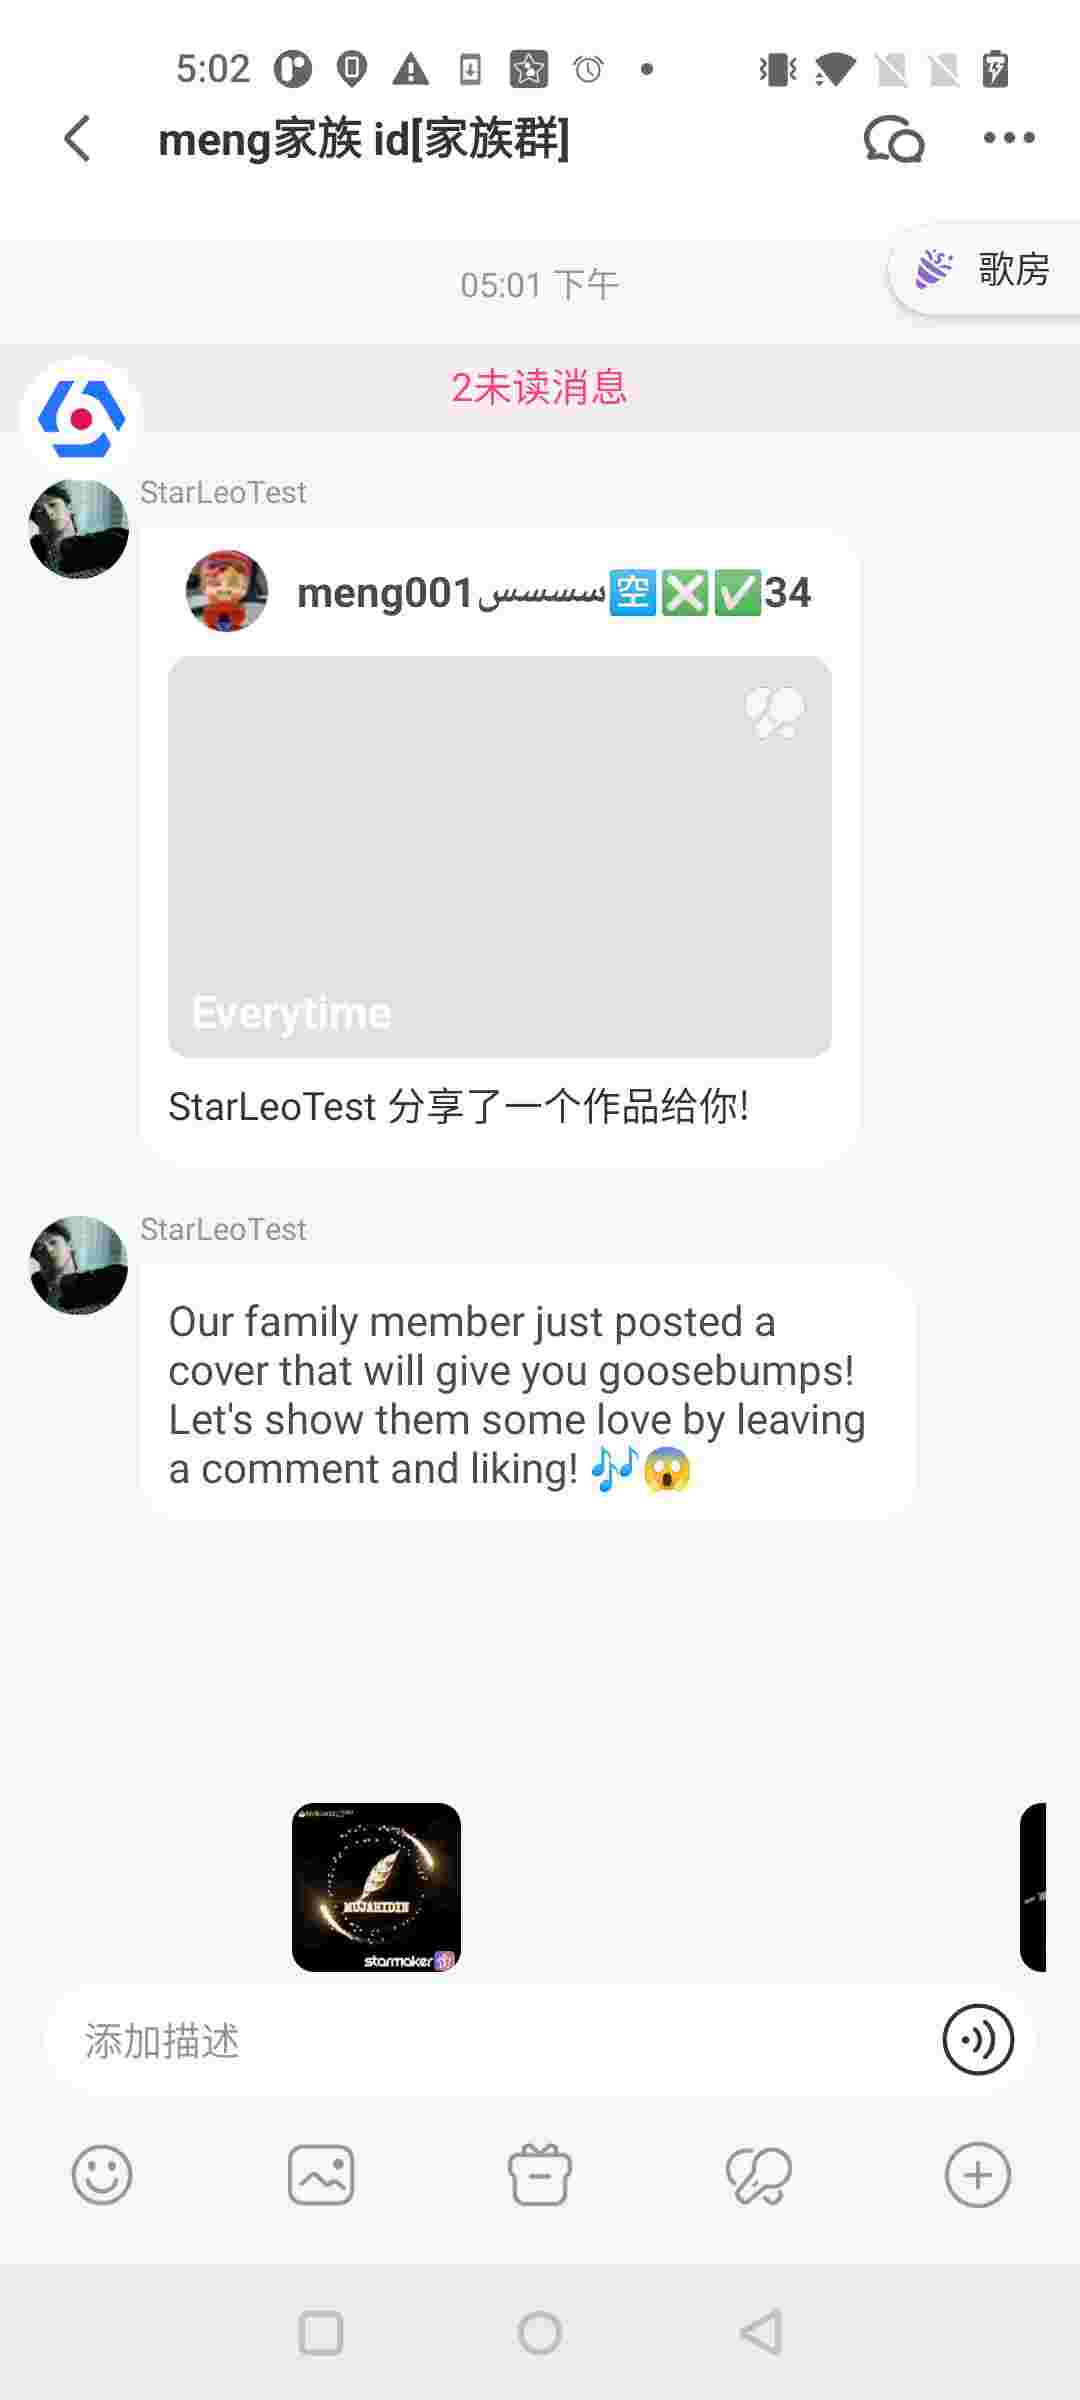 5:02
meng家族 id[家族群]
歌房
05:01 下午
2未读消息
StarLeoTest
meng001سسسس🈳❎✅34
Everytime
StarLeoTest 分享了一个作品给你!
StarLeoTest
Our family member just posted a
cover that will give you goosebumps!
Let's show them some love by leaving
a comment and liking! 🎶😱
MUJAHIDIN
starmaker
添加描述